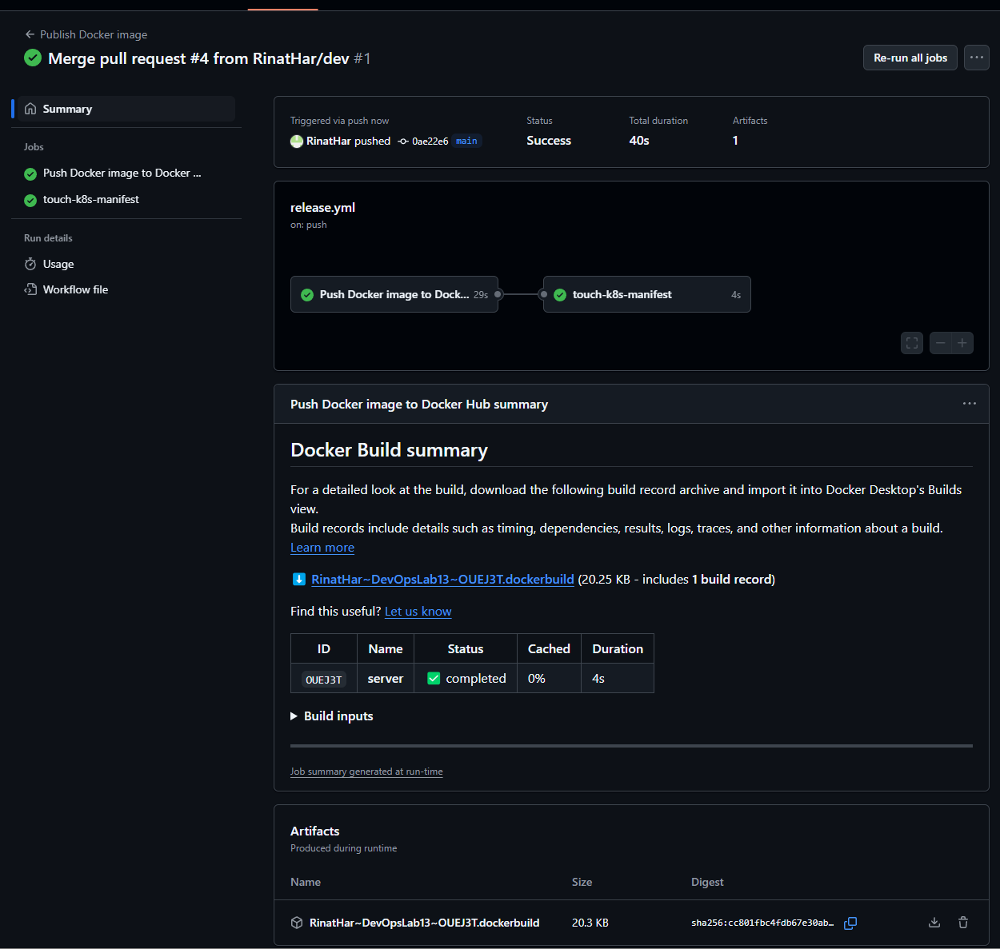 Publish Docker image
Merge pull request #4 from RinatHar/dev #1
Re-run all jobs
Summary
Jobs
Push Docker image to Docker ...
touch-k8s-manifest
Run details
Usage
Workflow file
Triggered via push now
RinatHar pushed 0ae22e6 main
Status
Success
Total duration
40s
Artifacts
1
release.yml
on: push
Push Docker image to Dock... 29s
touch-k8s-manifest 4s
Push Docker image to Docker Hub summary
Docker Build summary
For a detailed look at the build, download the following build record archive and import it into Docker Desktop's Builds
view.
Build records include details such as timing, dependencies, results, logs, traces, and other information about a build.
Learn more
RinatHar~DevOpsLab13~OUEJ3T.dockerbuild (20.25 KB - includes 1 build record)
Find this useful? Let us know
ID Name Status Cached Duration
OUEJ3T server completed 0% 4s
Build inputs
Job summary generated at run-time
Artifacts
Produced during runtime
Name Size Digest
RinatHar~DevOpsLab13~OUEJ3T.dockerbuild 20.3 KB sha256:cc801fbc4fdb67e30ab…